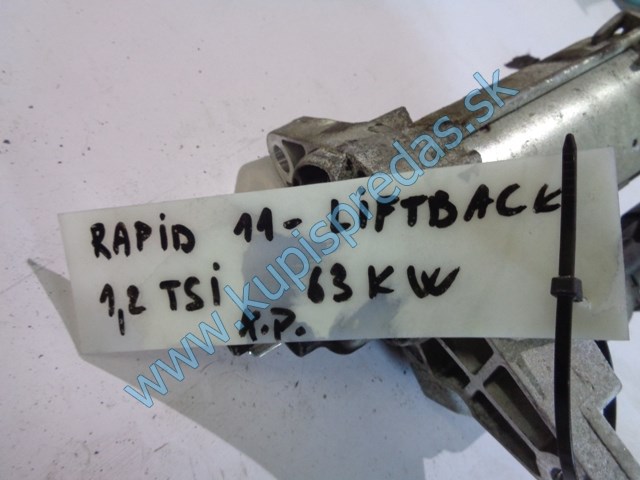 RAPID 11- LIFTBACK
1,2 TSI 63 KW
A.P.
www.kupispredas.sk